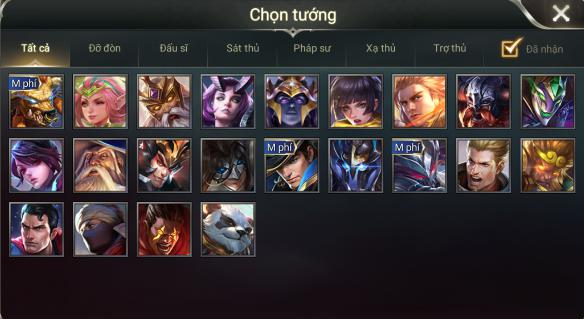 Chọn tướng
Tất cả Đỡ đòn Đấu sĩ Sát thủ Pháp sư Xạ thủ Trợ thủ Đã nhận
M phí
M phí M phí